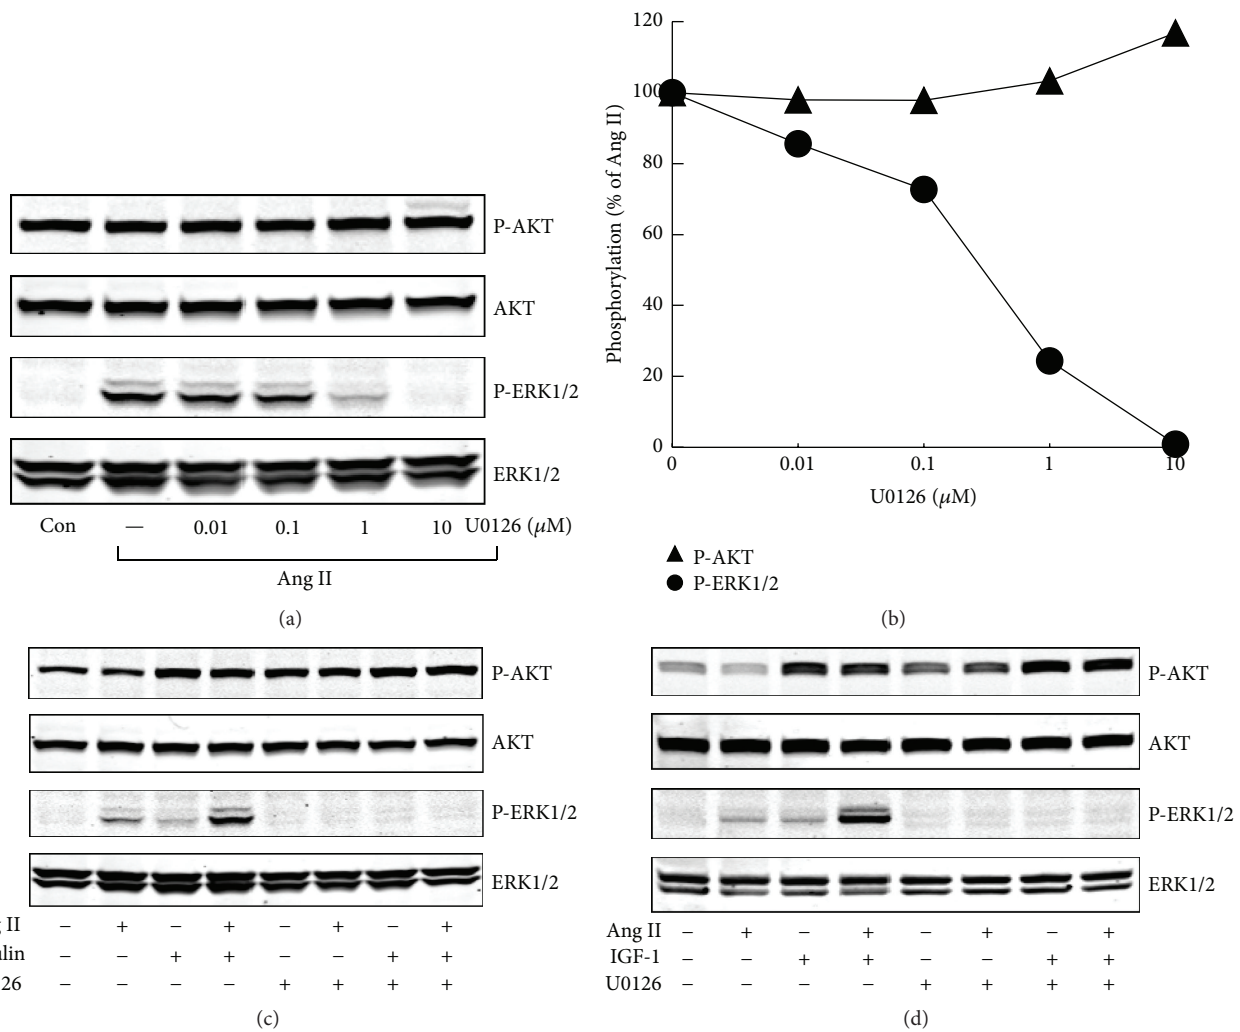 P-AKT
AKT
P-ERK1/2
ERK1/2
Con — 0.01 0.1 1 10 U0126 (μM)
Ang II
(a)
120
100
80
60
40
20
0
Phosphorylation (% of Ang II)
0 0.01 0.1 1 10
U0126 (μM)
P-AKT
P-ERK1/2
(b)
P-AKT
AKT
P-ERK1/2
ERK1/2
g II − + − + − + − +
ulin − − + + − − + +
26 − − − − + + + +
(c)
P-AKT
AKT
P-ERK1/2
ERK1/2
Ang II − + − + − + − +
IGF-1 − − + + − − + +
U0126 − − − − + + + +
(d)